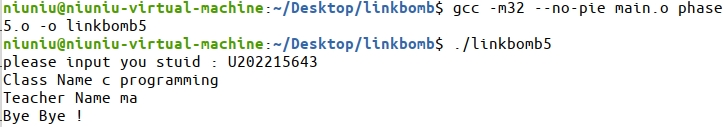 niuniu@niuniu-virtual-machine:~/Desktop/linkbomb$ gcc -m32 --no-pie main.o phase
5.o -o linkbomb5
niuniu@niuniu-virtual-machine:~/Desktop/linkbomb$ ./linkbomb5
please input you stuid : U202215643
Class Name c programming
Teacher Name ma
Bye Bye !